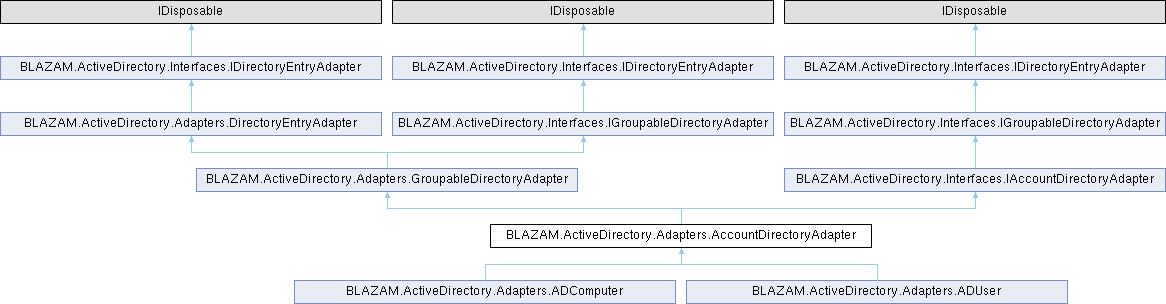 IDisposable
IDisposable
IDisposable
BLAZAM.ActiveDirectory.Interfaces.IDirectoryEntryAdapter
BLAZAM.ActiveDirectory.Interfaces.IDirectoryEntryAdapter
BLAZAM.ActiveDirectory.Interfaces.IDirectoryEntryAdapter
BLAZAM.ActiveDirectory.Adapters.DirectoryEntryAdapter
BLAZAM.ActiveDirectory.Interfaces.IGroupableDirectoryAdapter
BLAZAM.ActiveDirectory.Interfaces.IGroupableDirectoryAdapter
BLAZAM.ActiveDirectory.Adapters.GroupableDirectoryAdapter
BLAZAM.ActiveDirectory.Interfaces.IAccountDirectoryAdapter
BLAZAM.ActiveDirectory.Adapters.AccountDirectoryAdapter
BLAZAM.ActiveDirectory.Adapters.ADComputer
BLAZAM.ActiveDirectory.Adapters.ADUser